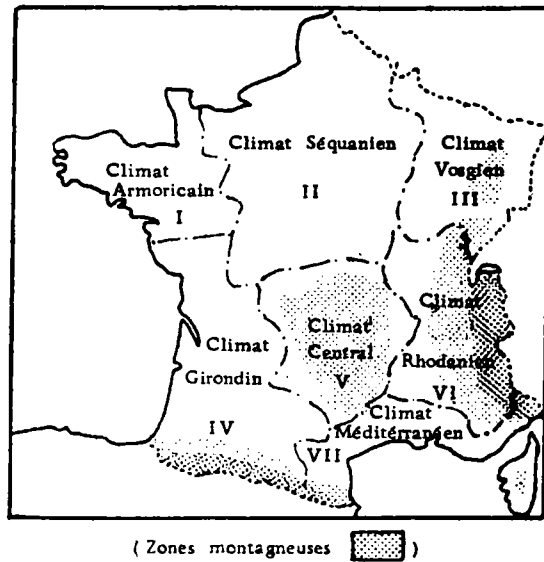 Climat Séquanien
II
Climat
Vosgien
III
Climat
Armoricain
I
Climat
Rhodanien
VI
Climat
Central
V
Climat
Girondin
IV
Climat
Méditérranéen
VII
( Zones montagneuses )